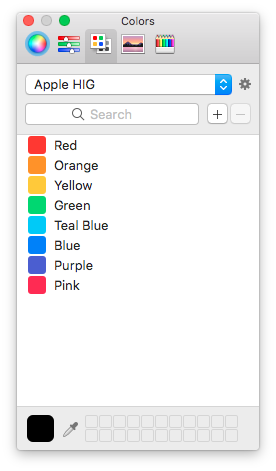 Colors
Apple HIG
Search
Red
Orange
Yellow
Green
Teal Blue
Blue
Purple
Pink